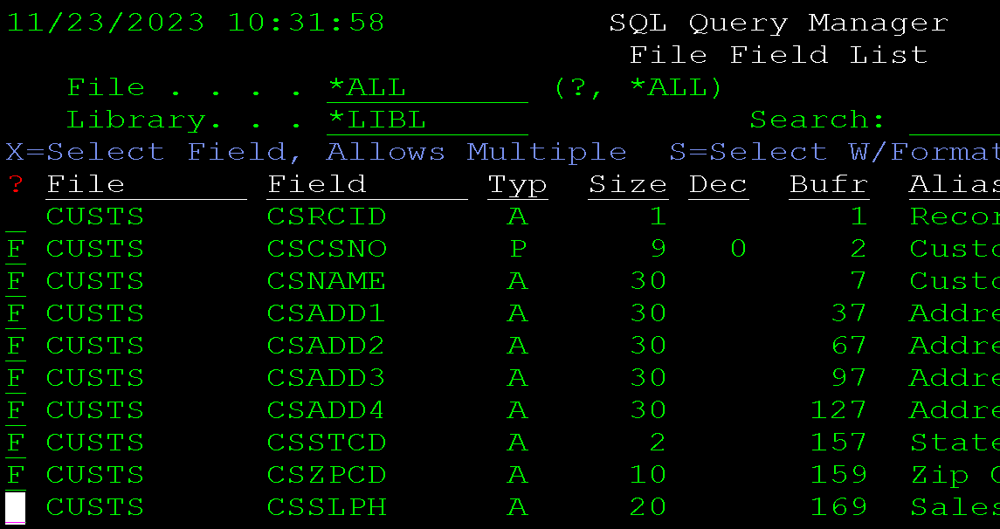 11/23/2023 10:31:58 SQL Query Manager
File Field List
File . . . . *ALL (?, *ALL)
Library. . . *LIBL Search:
X=Select Field, Allows Multiple S=Select W/Format
? File Field Typ Size Dec Bufr Alias
CUSTS CSRCID A 1 1 Recor
F CUSTS CSCSNO P 9 0 2 Custo
F CUSTS CSNAME A 30 7 Custo
F CUSTS CSADD1 A 30 37 Addre
F CUSTS CSADD2 A 30 67 Addre
F CUSTS CSADD3 A 30 97 Addre
F CUSTS CSADD4 A 30 127 Addre
F CUSTS CSSTCD A 2 157 State
F CUSTS CSZPCD A 10 159 Zip C
CUSTS CSSLPH A 20 169 Sales